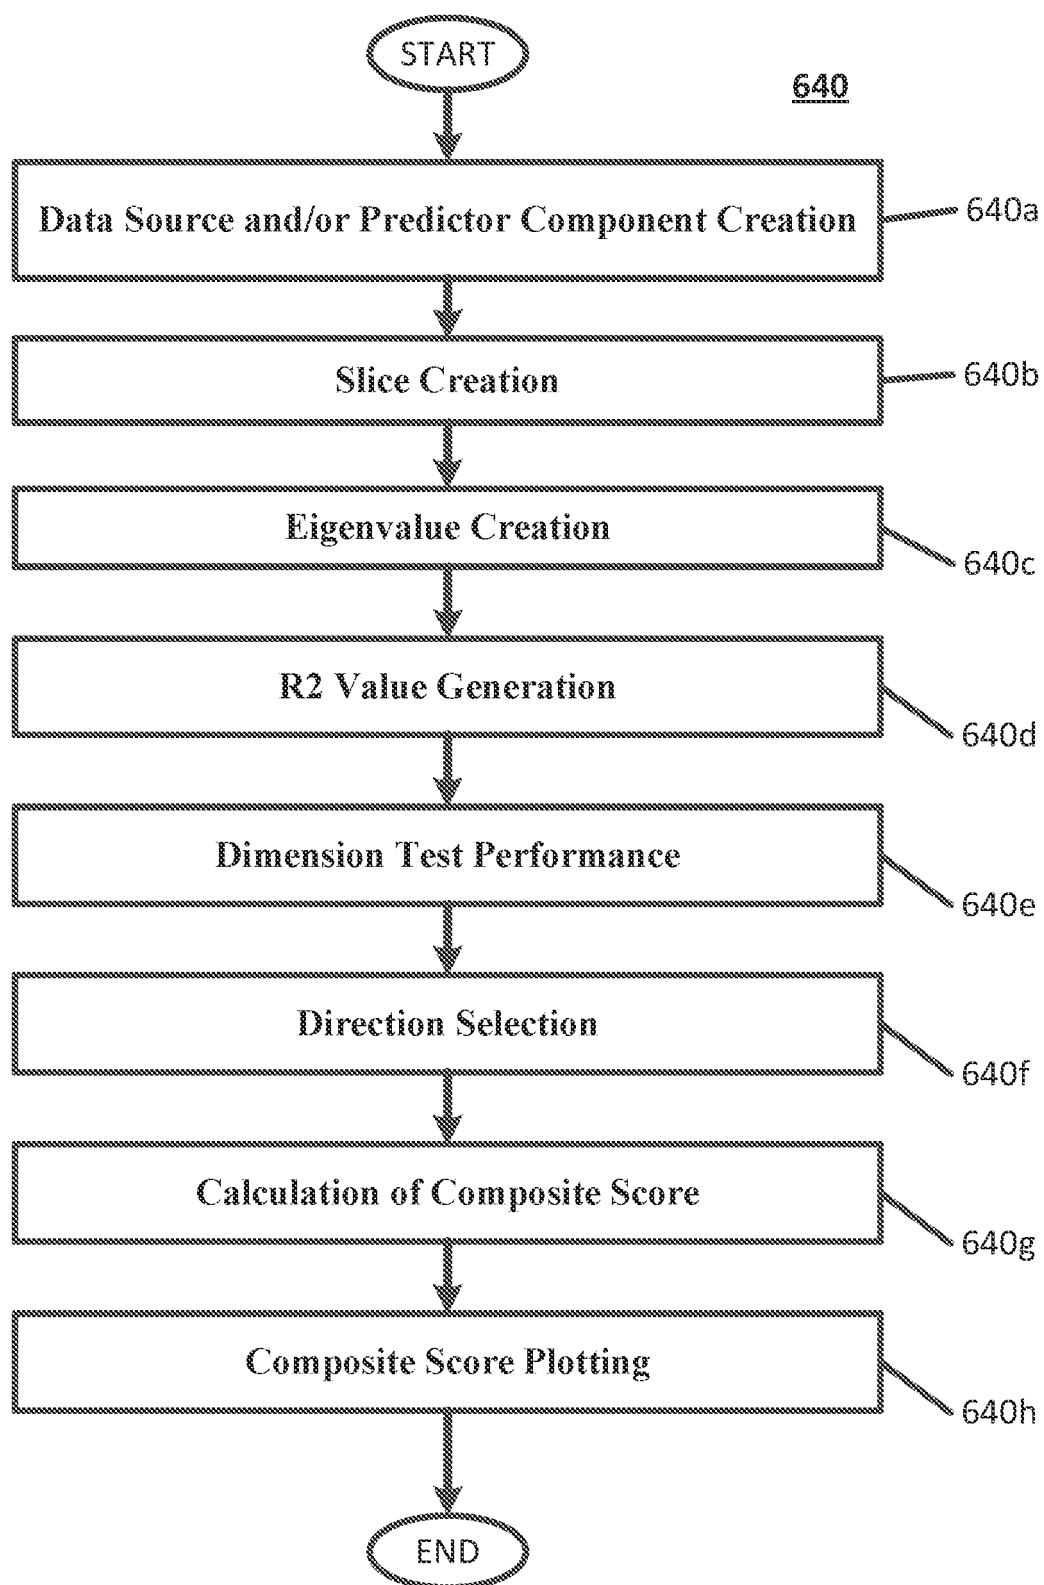 START
640
Data Source and/or Predictor Component Creation
640a
Slice Creation
640b
Eigenvalue Creation
640c
R2 Value Generation
640d
Dimension Test Performance
640e
Direction Selection
640f
Calculation of Composite Score
640g
Composite Score Plotting
640h
END